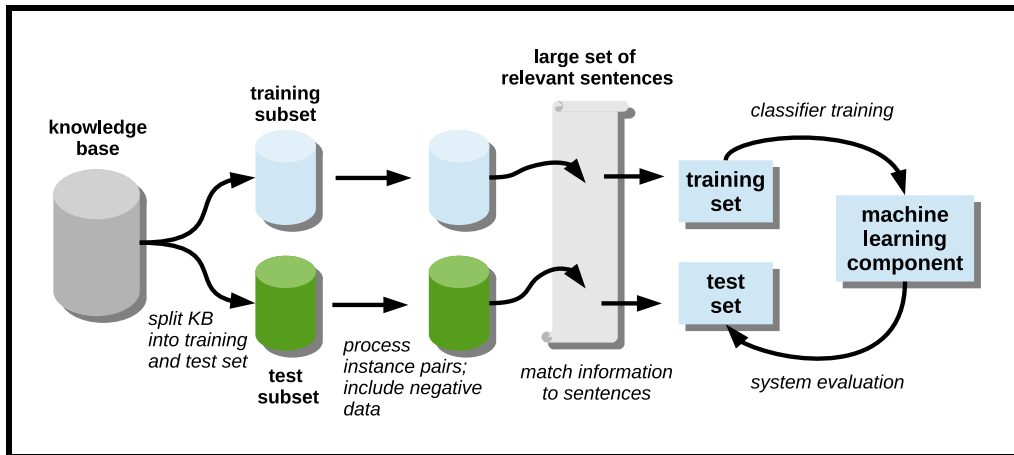 knowledge
base
split KB
into training
and test set
training
subset
test
subset
process
instance pairs;
include negative
data
large set of
relevant sentences
match information
to sentences
training
set
test
set
classifier training
machine
learning
component
system evaluation